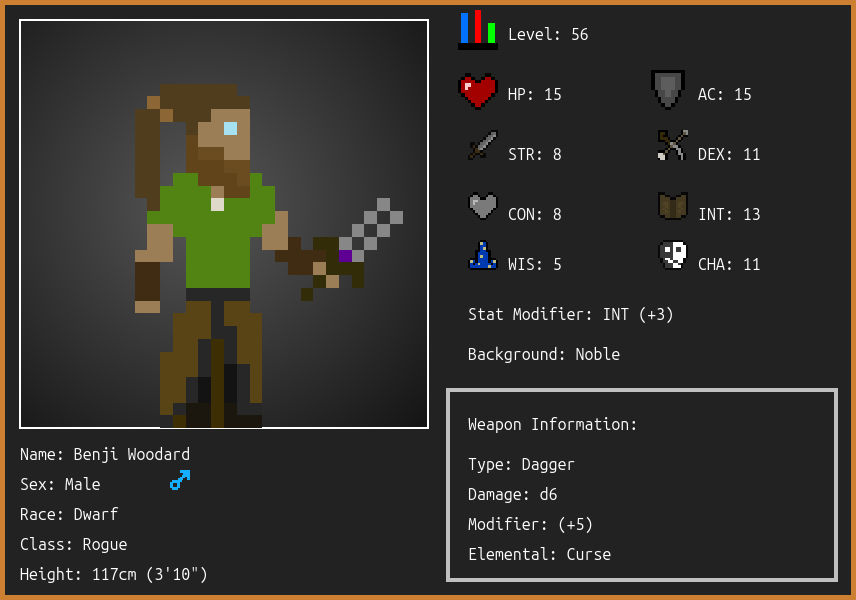 Level: 56
HP: 15
AC: 15
STR: 8
DEX: 11
CON: 8
INT: 13
WIS: 5
CHA: 11
Stat Modifier: INT (+3)
Background: Noble
Weapon Information:
Type: Dagger
Damage: d6
Modifier: (+5)
Elemental: Curse
Name: Benji Woodard
Sex: Male
Race: Dwarf
Class: Rogue
Height: 117cm (3'10")